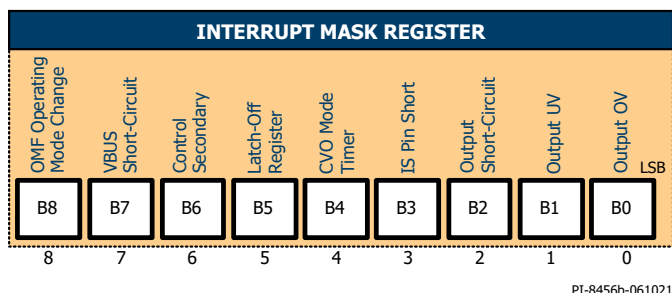 INTERRUPT MASK REGISTER
OMF Operating
Mode Change
VBUS
Short-Circuit
Control
Secondary
Latch-Off
Register
CVO Mode
Timer
IS Pin Short
Output
Short-Circuit
Output UV
Output OV
LSB
B8 B7 B6 B5 B4 B3 B2 B1 B0
8 7 6 5 4 3 2 1 0
PI-8456b-061021